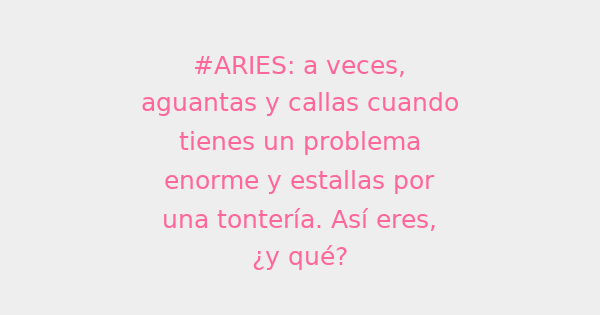 #ARIES: a veces,
aguantas y callas cuando
tienes un problema
enorme y estallas por
una tontería. Así eres,
¿y qué?